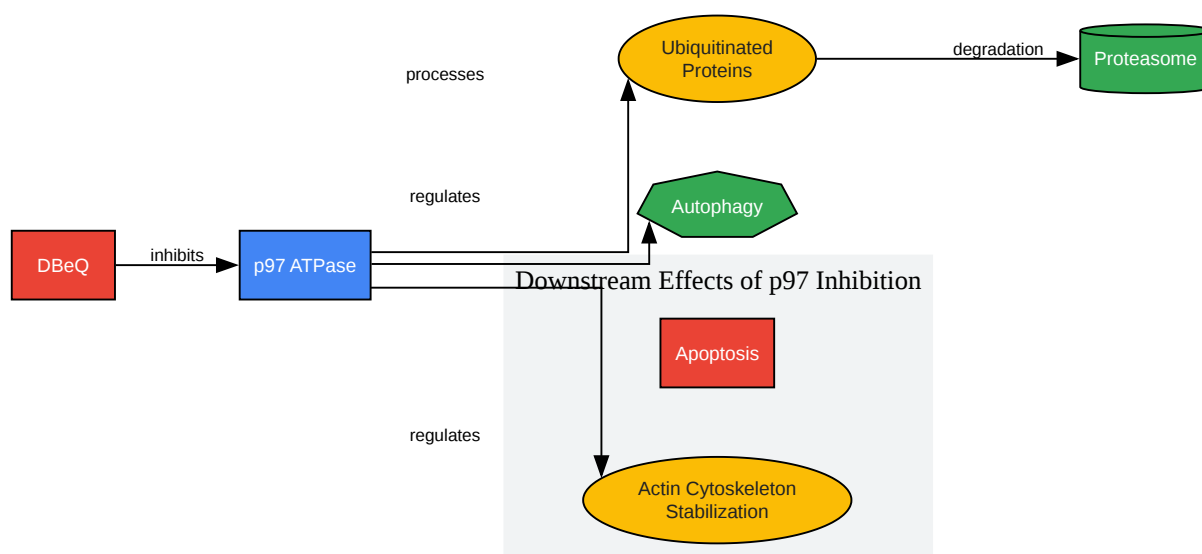 Ubiquitinated
Proteins
degradation
Proteasome
processes
regulates
Autophagy
DBeQ
inhibits
p97 ATPase
Downstream Effects of p97 Inhibition
Apoptosis
regulates
Actin Cytoskeleton
Stabilization